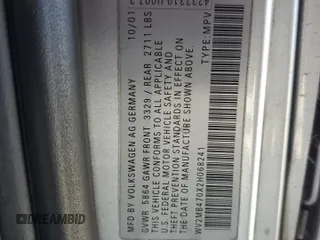 MFD. BY VOLKSWAGEN AG GERMANY 10/01
GVWR 5864 GAWR FRONT 3329 / REAR 2711 LBS
THIS VEHICLE CONFORMS TO ALL APPLICABLE
U.S. FEDERAL MOTOR VEHICLE SAFETY AND
THEFT PREVENTION STANDARDS IN EFFECT ON
THE DATE OF MANUFACTURE SHOWN ABOVE.
WV2MB470X2H068241 TYPE: MPV